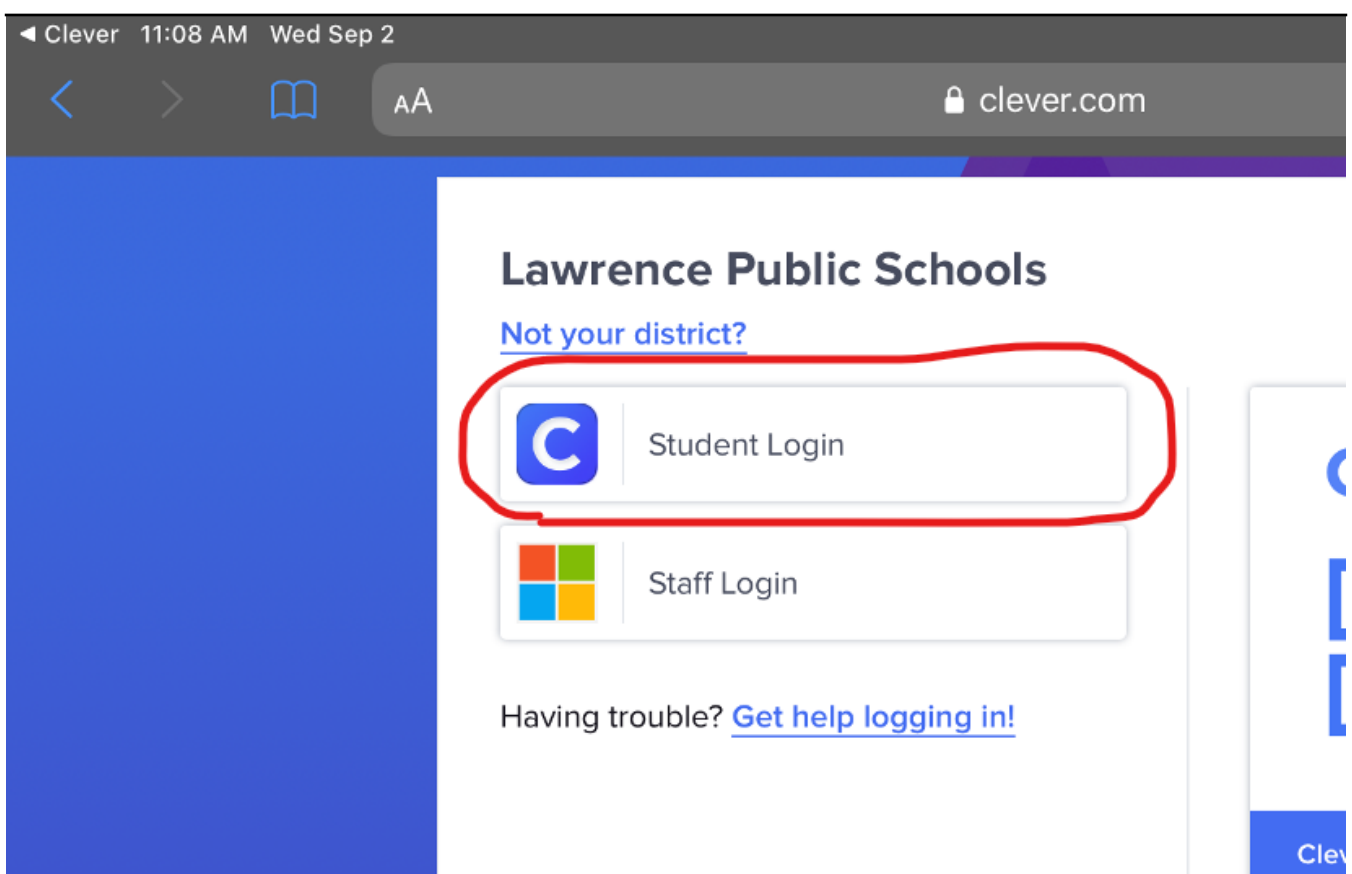 ◀ Clever 11:08 AM Wed Sep 2
AA clever.com
Lawrence Public Schools
Not your district?
C Student Login
Staff Login
Having trouble? Get help logging in!